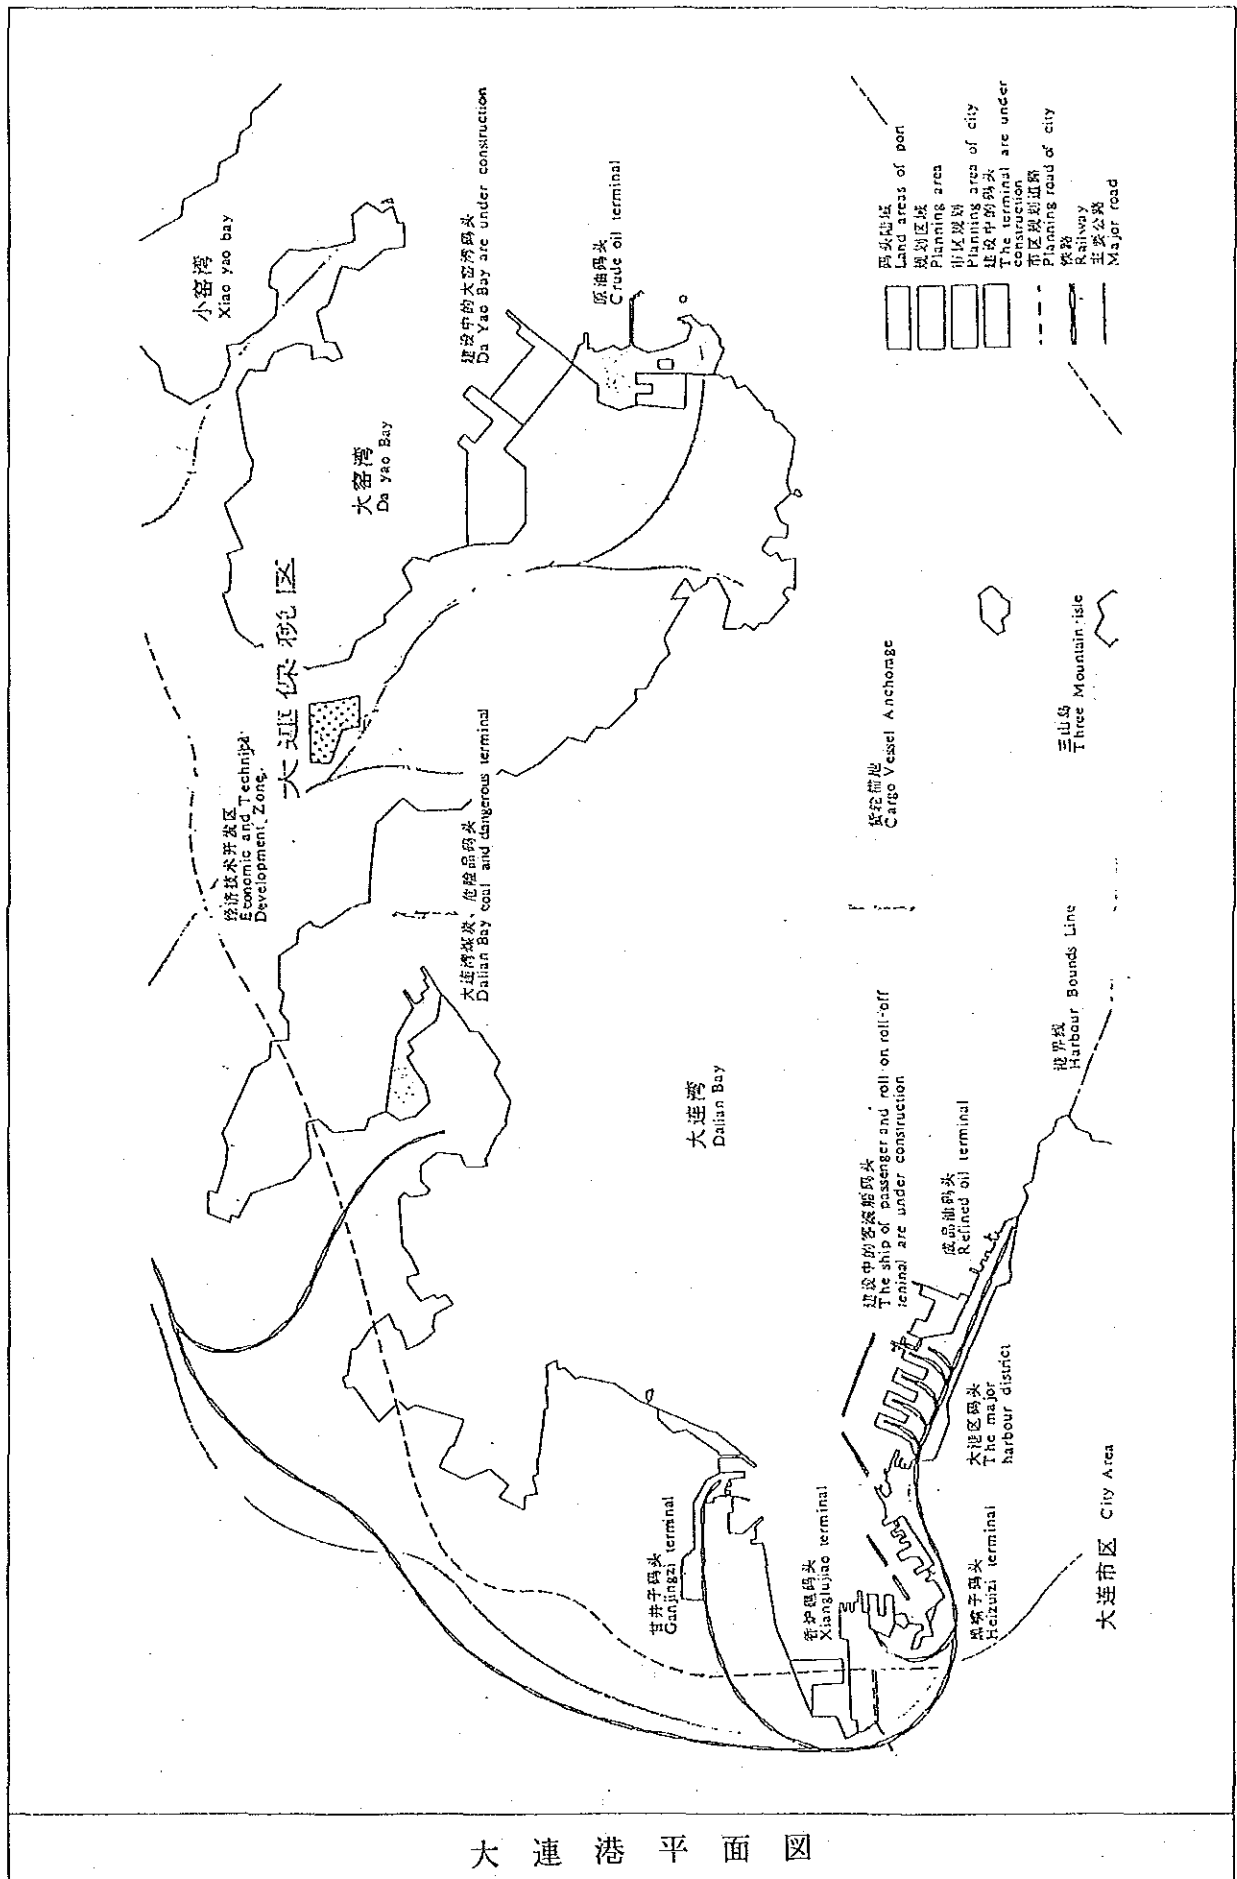 小窑湾
Xiao yao bay
建设中的大窑湾码头
Da Yao Bay are under construction
原油码头
Crude oil terminal
大窑湾
Da yao Bay
大連保税区
经济技术开发区
Economic and Technipa
Development Zone
大连湾煤炭、危险品码头
Dalian Bay coal and dangerous terminal
货轮锚地
Cargo Vessel Anchorage
三山岛
Three Mountain isle
大连湾
Dalian Bay
港界线
Harbour Bounds Line
建设中的客滚船码头
The ship of passenger and roll-on roll-off
are under construction
成品油码头
Refined oil terminal
大港区码头
The major
harbour district
甘井子码头
Ganjingzi terminal
香炉礁码头
Xianglujiao terminal
黑嘴子码头
Heizuizi terminal
大连市区 City Area
码头陆域
Land areas of port
规划区域
Planning area
市区规划
Planning area of city
建设中的码头
The terminal are under
construction
市区规划道路
Planning road of city
铁路
Railway
主要公路
Major road
大連港平面図